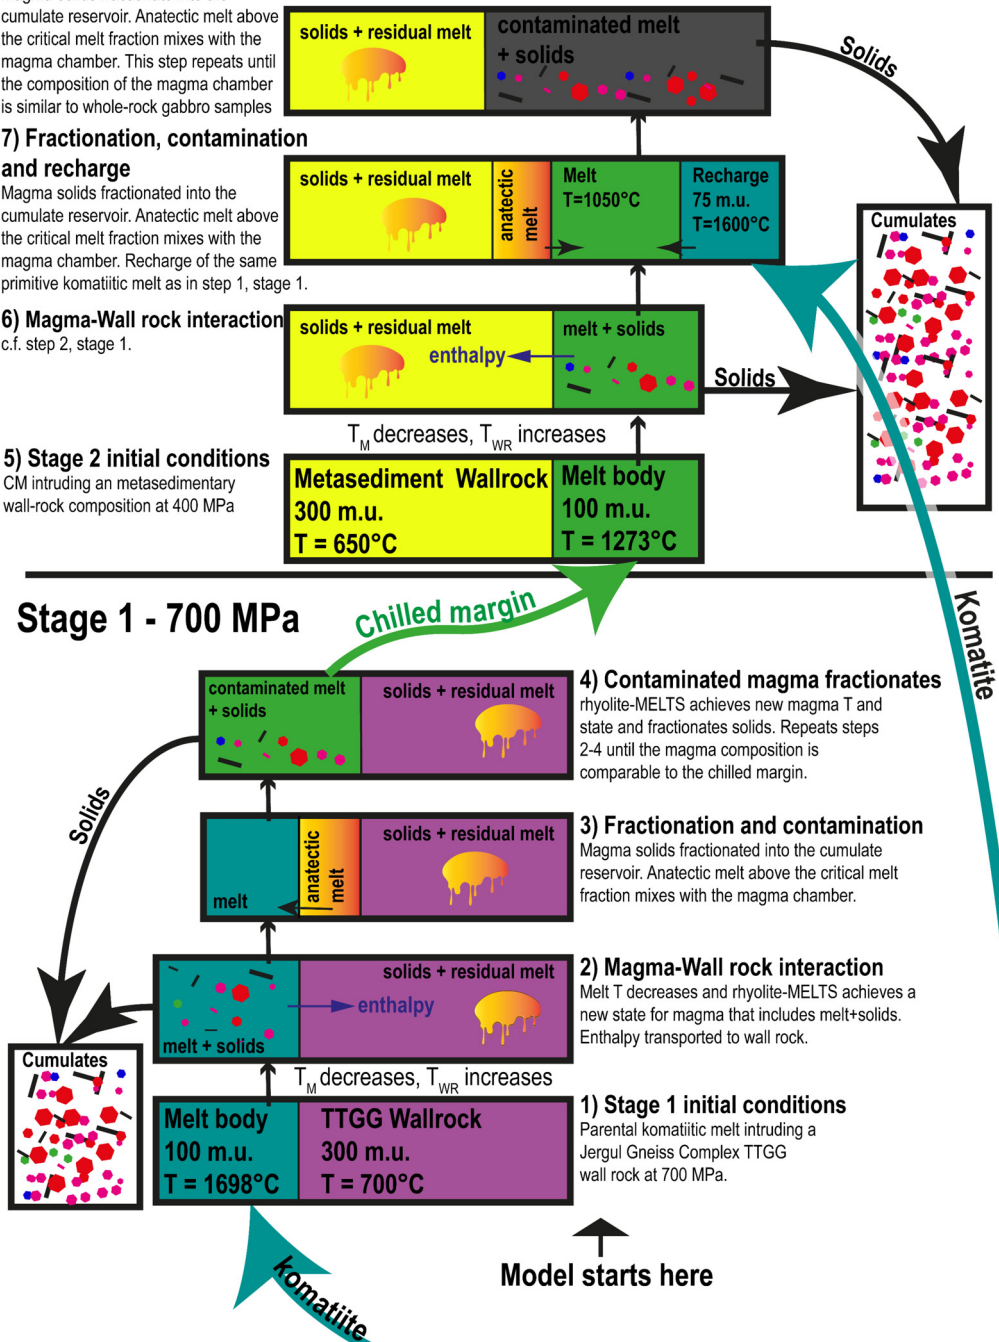 cumulate reservoir. Anatectic melt above
the critical melt fraction mixes with the
magma chamber. This step repeats until
the composition of the magma chamber
is similar to whole-rock gabbro samples
solids + residual melt
contaminated melt
+ solids
Solids
7) Fractionation, contamination
and recharge
Magma solids fractionated into the
cumulate reservoir. Anatectic melt above
the critical melt fraction mixes with the
magma chamber. Recharge of the same
primitive komatiitic melt as in step 1, stage 1.
solids + residual melt
anatectic
melt
Melt
T=1050°C
Recharge
75 m.u.
T=1600°C
Cumulates
6) Magma-Wall rock interaction
c.f. step 2, stage 1.
solids + residual melt
enthalpy
melt + solids
Solids
TM decreases, TWR increases
5) Stage 2 initial conditions
CM intruding an metasedimentary
wall-rock composition at 400 MPa
Metasediment Wallrock
300 m.u.
T = 650°C
Melt body
100 m.u.
T = 1273°C
Stage 1 - 700 MPa
Chilled margin
Komatiite
contaminated melt
+ solids
solids + residual melt
4) Contaminated magma fractionates
rhyolite-MELTS achieves new magma T and
state and fractionates solids. Repeats steps
2-4 until the magma composition is
comparable to the chilled margin.
Solids
melt
anatectic
melt
solids + residual melt
3) Fractionation and contamination
Magma solids fractionated into the cumulate
reservoir. Anatectic melt above the critical melt
fraction mixes with the magma chamber.
melt + solids
enthalpy
solids + residual melt
2) Magma-Wall rock interaction
Melt T decreases and rhyolite-MELTS achieves a
new state for magma that includes melt+solids.
Enthalpy transported to wall rock.
Cumulates
TM decreases, TWR increases
Melt body
100 m.u.
T = 1698°C
TTGG Wallrock
300 m.u.
T = 700°C
1) Stage 1 initial conditions
Parental komatiitic melt intruding a
Jergul Gneiss Complex TTGG
wall rock at 700 MPa.
komatiite
Model starts here